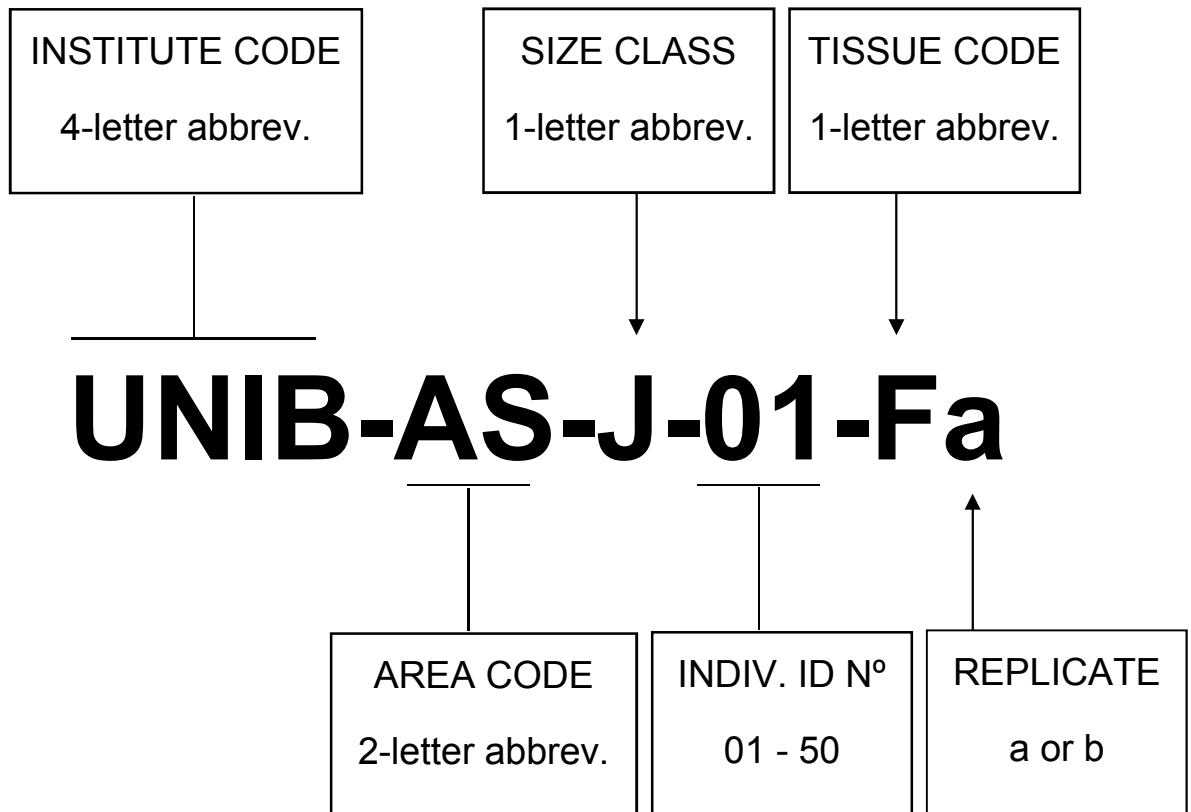 INSTITUTE CODE
4-letter abbrev.
SIZE CLASS
1-letter abbrev.
TISSUE CODE
1-letter abbrev.
UNIB-AS-J-01-Fa
AREA CODE
2-letter abbrev.
INDIV. ID Nº
01 - 50
REPLICATE
a or b